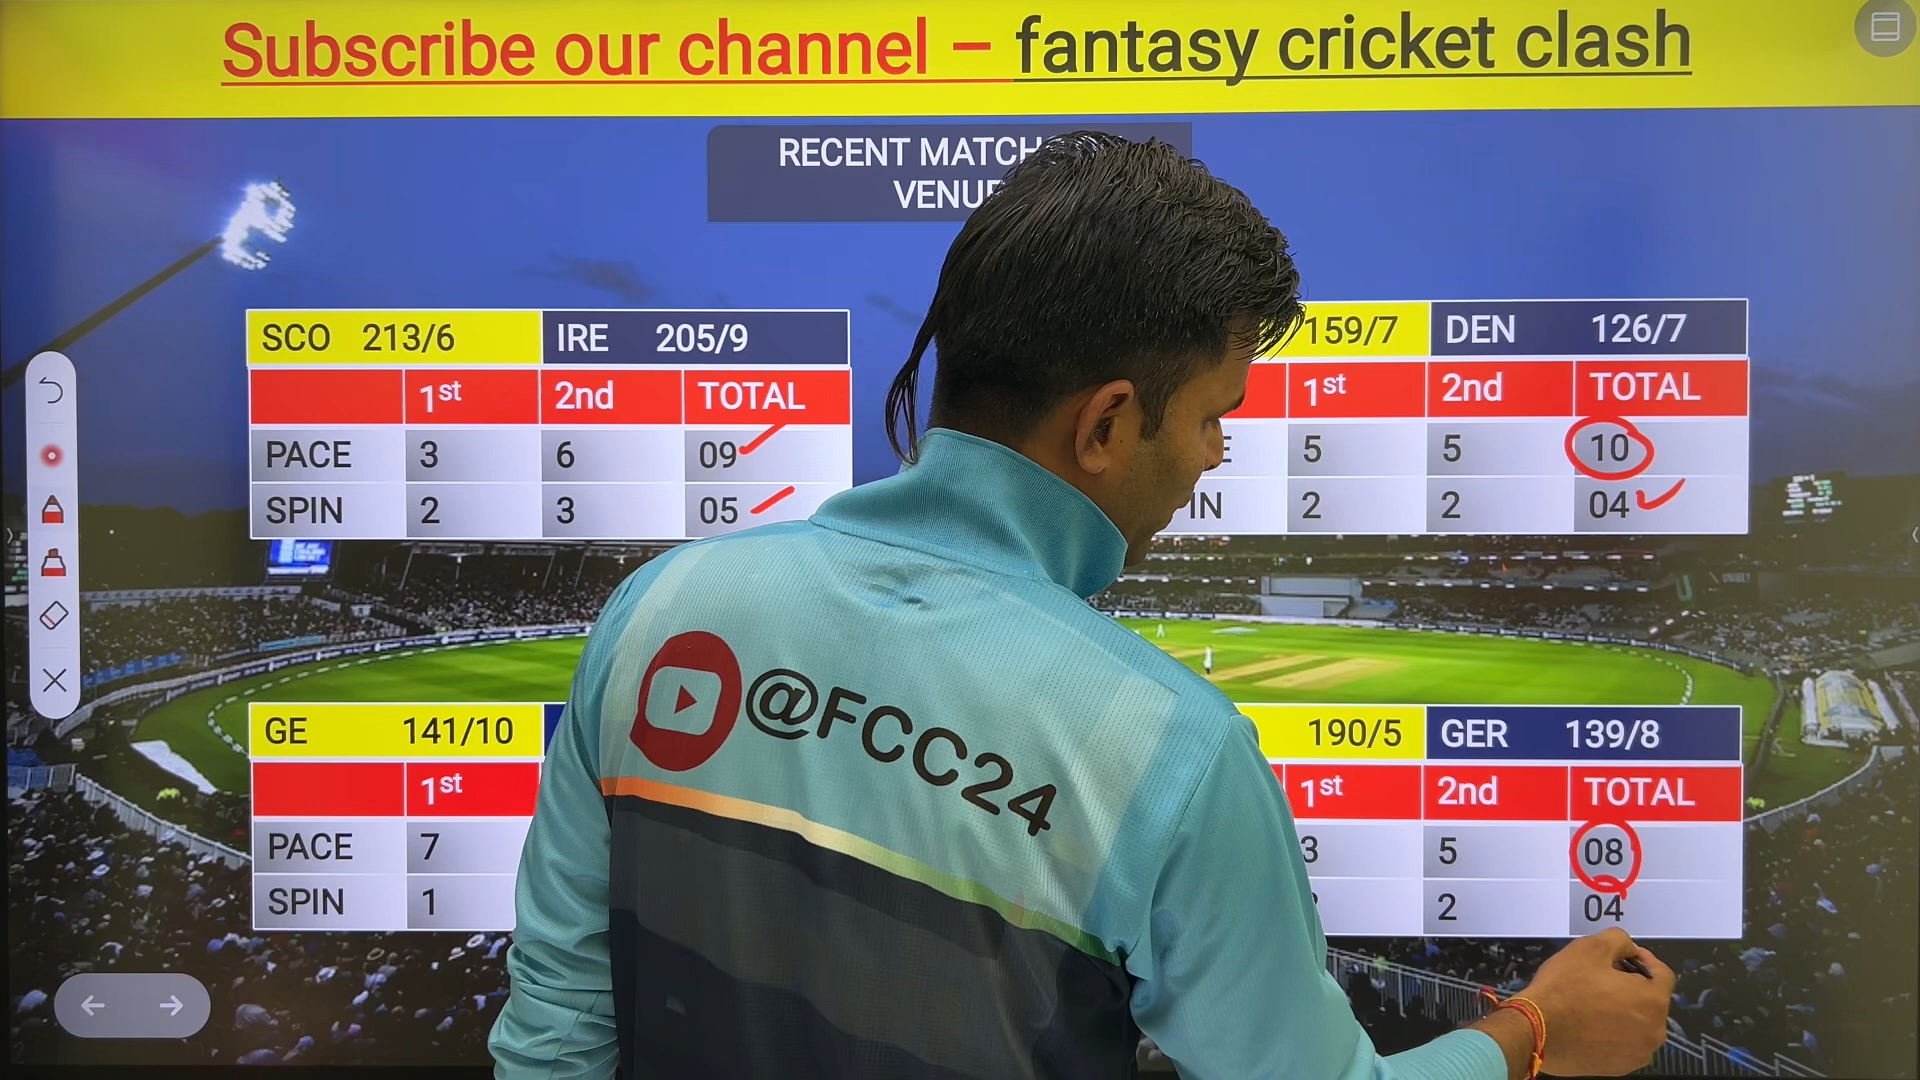 Subscribe our channel – fantasy cricket clash
RECENT MATCH
VENUE
SCO 213/6 IRE 205/9
1st 2nd TOTAL
PACE 3 6 09
SPIN 2 3 05
159/7 DEN 126/7
1st 2nd TOTAL
5 5 10
2 2 04
GE 141/10
1st
PACE 7
SPIN 1
190/5 GER 139/8
1st 2nd TOTAL
3 5 08
2 04
@FCC24